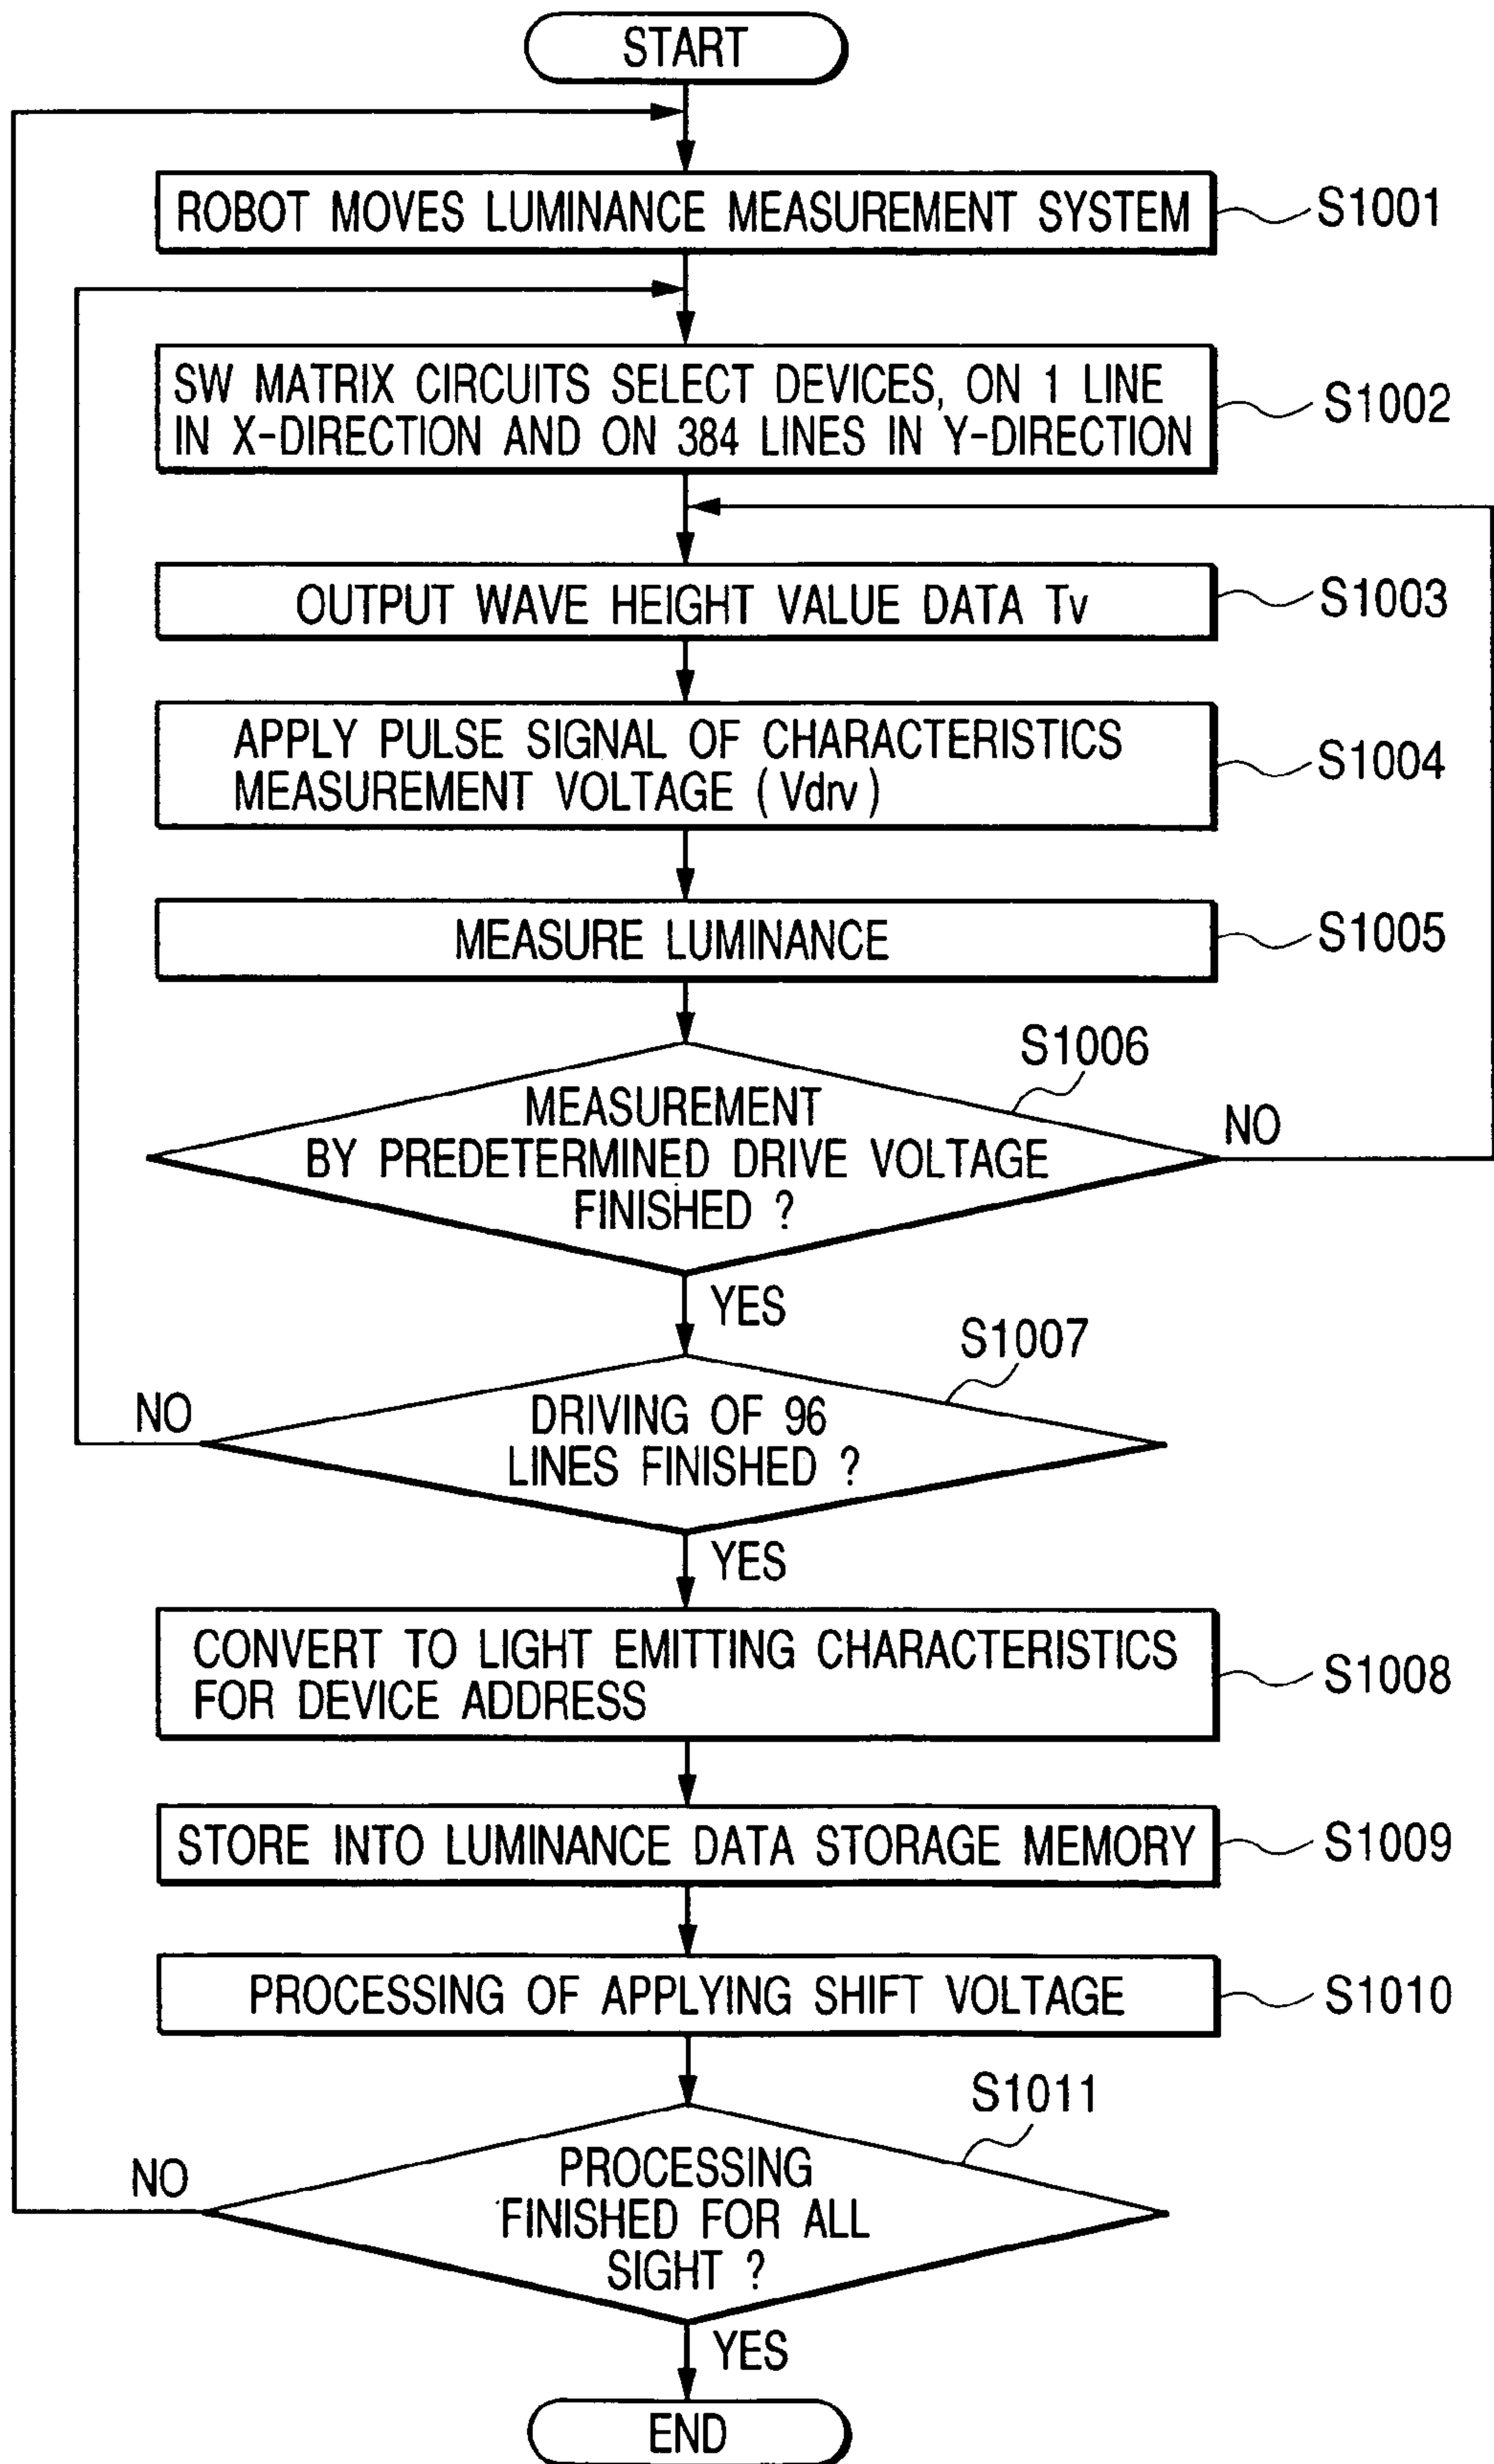 START
ROBOT MOVES LUMINANCE MEASUREMENT SYSTEM
S1001
SW MATRIX CIRCUITS SELECT DEVICES, ON 1 LINE
IN X-DIRECTION AND ON 384 LINES IN Y-DIRECTION
S1002
OUTPUT WAVE HEIGHT VALUE DATA Tv
S1003
APPLY PULSE SIGNAL OF CHARACTERISTICS
MEASUREMENT VOLTAGE (Vdrv)
S1004
MEASURE LUMINANCE
S1005
S1006
MEASUREMENT
BY PREDETERMINED DRIVE VOLTAGE
FINISHED ?
NO
YES
S1007
DRIVING OF 96
LINES FINISHED ?
NO
YES
CONVERT TO LIGHT EMITTING CHARACTERISTICS
FOR DEVICE ADDRESS
S1008
STORE INTO LUMINANCE DATA STORAGE MEMORY
S1009
PROCESSING OF APPLYING SHIFT VOLTAGE
S1010
S1011
PROCESSING
FINISHED FOR ALL
SIGHT ?
NO
YES
END